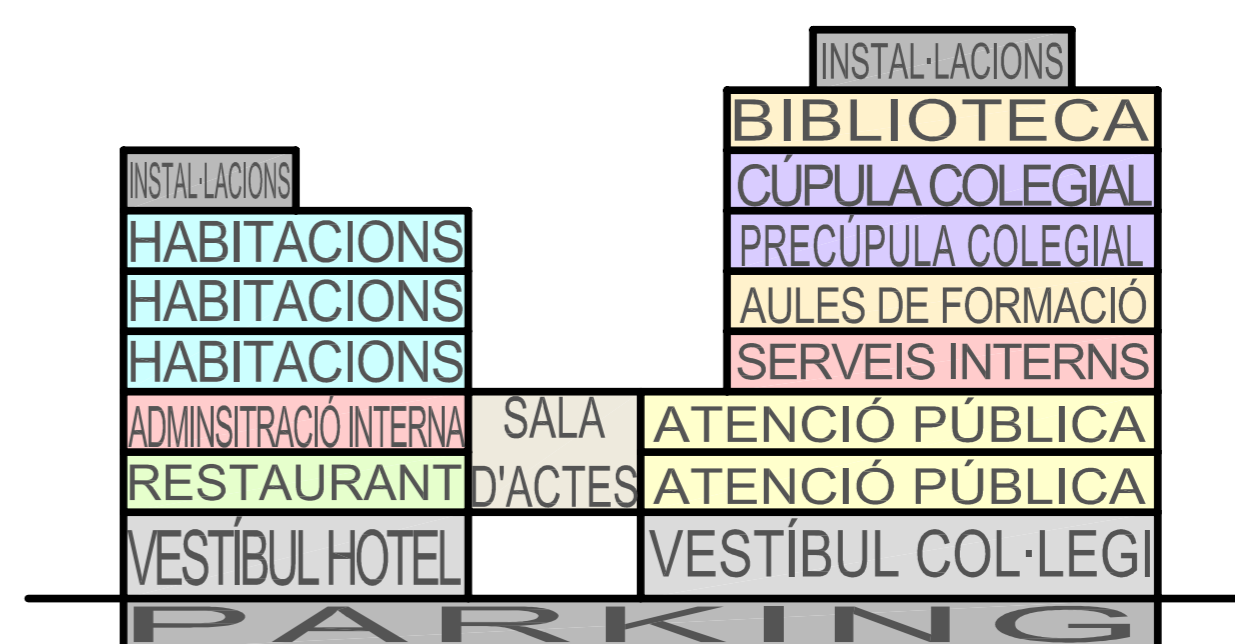 INSTAL·LACIONS
BIBLIOTECA
CÚPULA COLEGIAL
PRECÚPULA COLEGIAL
AULES DE FORMACIÓ
SERVEIS INTERNS
INSTAL·LACIONS
HABITACIONS
HABITACIONS
HABITACIONS
ADMINSITRACIÓ INTERNA
RESTAURANT
VESTÍBUL HOTEL
SALA
D'ACTES
ATENCIÓ PÚBLICA
ATENCIÓ PÚBLICA
VESTÍBUL COL·LEGI
PARKING